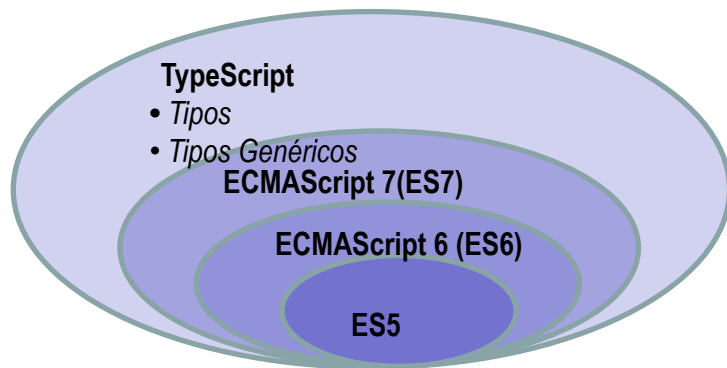 TypeScript
• Tipos
• Tipos Genéricos
ECMAScript 7(ES7)
ECMAScript 6 (ES6)
ES5